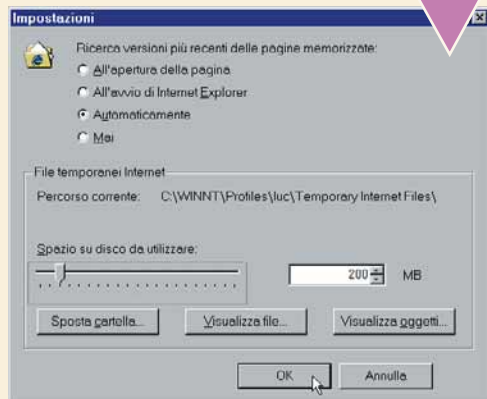 Impostazioni
Ricerca versioni più recenti delle pagine memorizzate:
All'apertura della pagina
All'avvio di Internet Explorer
Automaticamente
Mai
File temporanei Internet
Percorso corrente: C:\WINNT\Profiles\luc\Temporary Internet Files\
Spazio su disco da utilizzare:
200 MB
Sposta cartella... Visualizza file... Visualizza oggetti...
OK Annulla